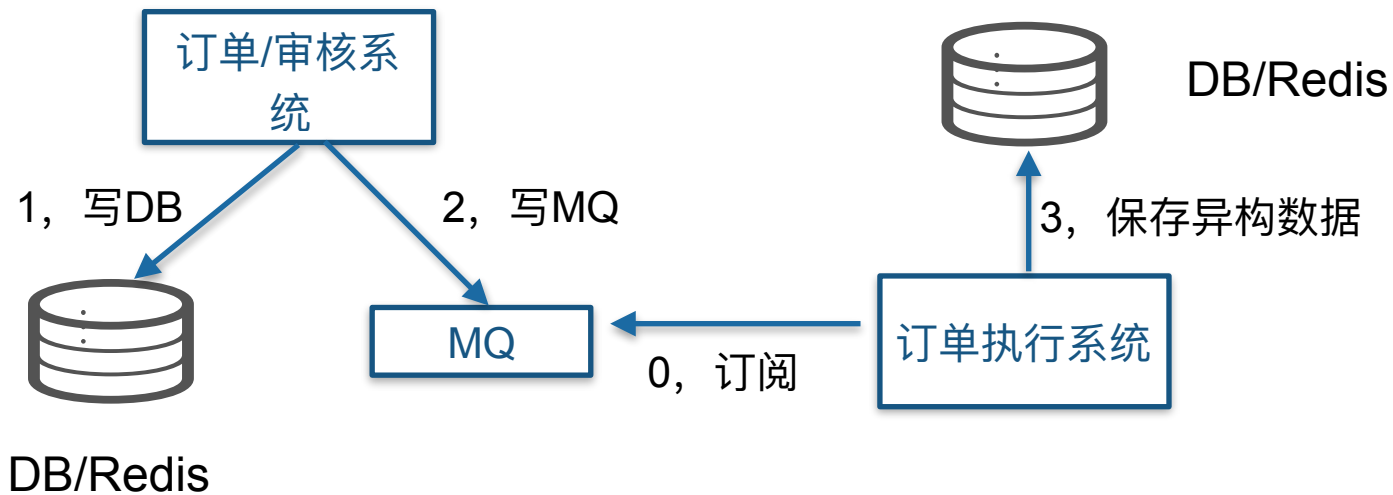 订单/审核系
统
DB/Redis
1，写DB
2，写MQ
3，保存异构数据
MQ
0，订阅
订单执行系统
DB/Redis